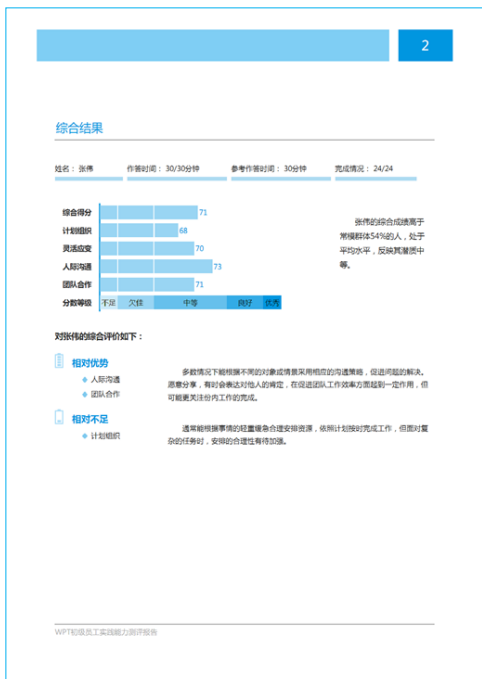 2
综合结果
姓名： 张伟 作答时间： 30/30分钟 参考作答时间： 30分钟 完成情况： 24/24
综合得分 71
计划组织 68
灵活应变 70
人际沟通 73
团队合作 71
分数等级 不足 欠佳 中等 良好 优秀
张伟的综合成绩高于
常模群体54%的人，处于
平均水平，反映其潜质中
等。
对张伟的综合评价如下：
相对优势
人际沟通
团队合作
多数情况下能根据不同的对象或情景采用相应的沟通策略，促进问题的解决。
愿意分享，有时会表达对他人的肯定，在促进团队工作效率方面起到一定作用，但
可能更关注份内工作的完成。
相对不足
计划组织
通常能根据事情的轻重缓急合理安排资源，依照计划按时完成工作，但面对复
杂的任务时，安排的合理性有待加强。
WPT初级员工实践能力测评报告